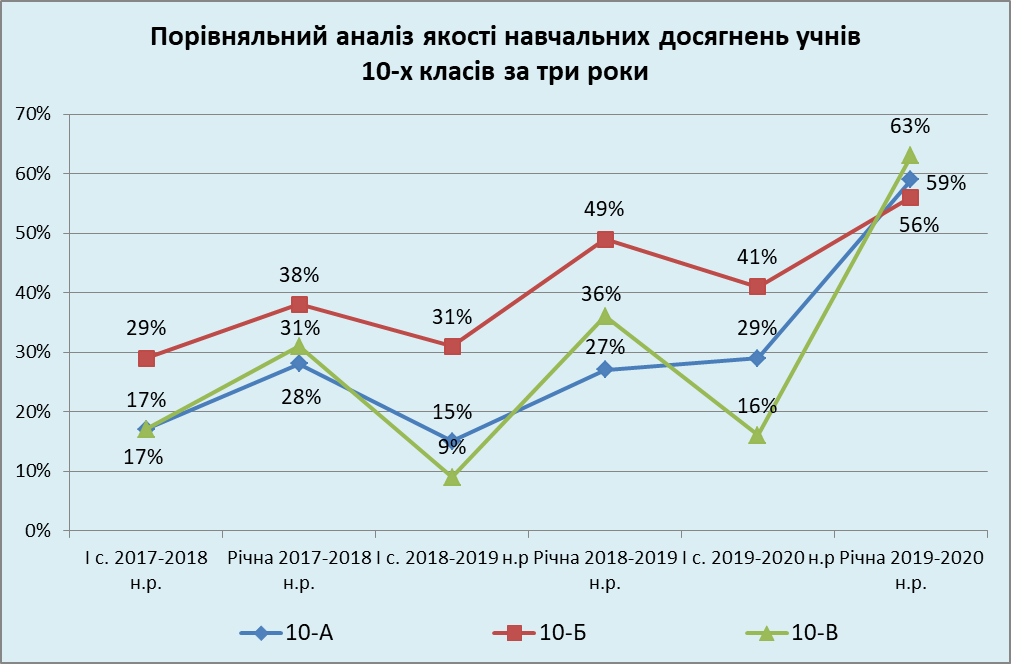 Порівняльний аналіз якості навчальних досягнень учнів
10-х класів за три роки
70%
60%
50%
40%
30%
20%
10%
0%
29%
38%
31%
49%
41%
56%
17%
28%
15%
27%
29%
59%
17%
31%
9%
36%
16%
63%
І с. 2017-2018 н.р.
Річна 2017-2018 н.р.
І с. 2018-2019 н.р
Річна 2018-2019 н.р.
І с. 2019-2020 н.р
Річна 2019-2020 н.р.
10-А
10-Б
10-В